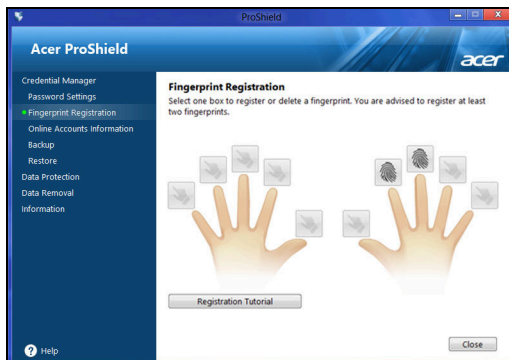 ProShield
Acer ProShield
acer
Credential Manager
Password Settings
Fingerprint Registration
Online Accounts Information
Backup
Restore
Data Protection
Data Removal
Information
Fingerprint Registration
Select one box to register or delete a fingerprint. You are advised to register at least
two fingerprints.
Registration Tutorial
? Help
Close